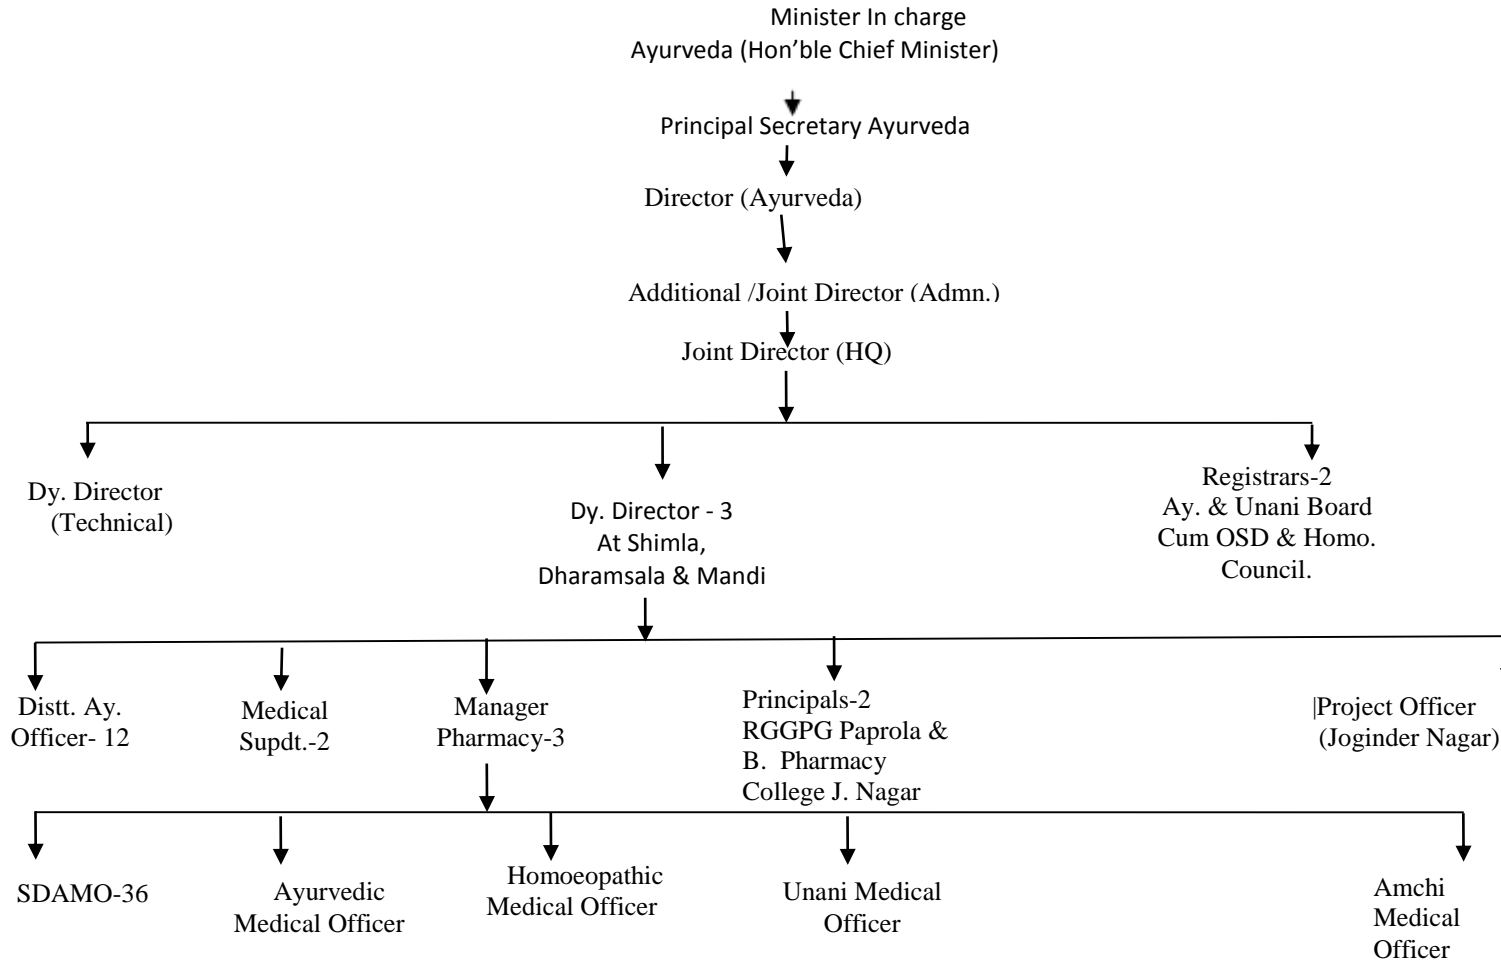 Minister In charge
Ayurveda (Hon'ble Chief Minister)
Principal Secretary Ayurveda
Director (Ayurveda)
Additional /Joint Director (Admn.)
Joint Director (HQ)
Dy. Director
(Technical)
Dy. Director - 3
At Shimla,
Dharamsala & Mandi
Registrars-2
Ay. & Unani Board
Cum OSD & Homo.
Council.
Distt. Ay.
Officer- 12
Medical
Supdt.-2
Manager
Pharmacy-3
Principals-2
RGGPG Paprola &
B. Pharmacy
College J. Nagar
|Project Officer
(Joginder Nagar)
SDAMO-36
Ayurvedic
Medical Officer
Homoeopathic
Medical Officer
Unani Medical
Officer
Amchi
Medical
Officer